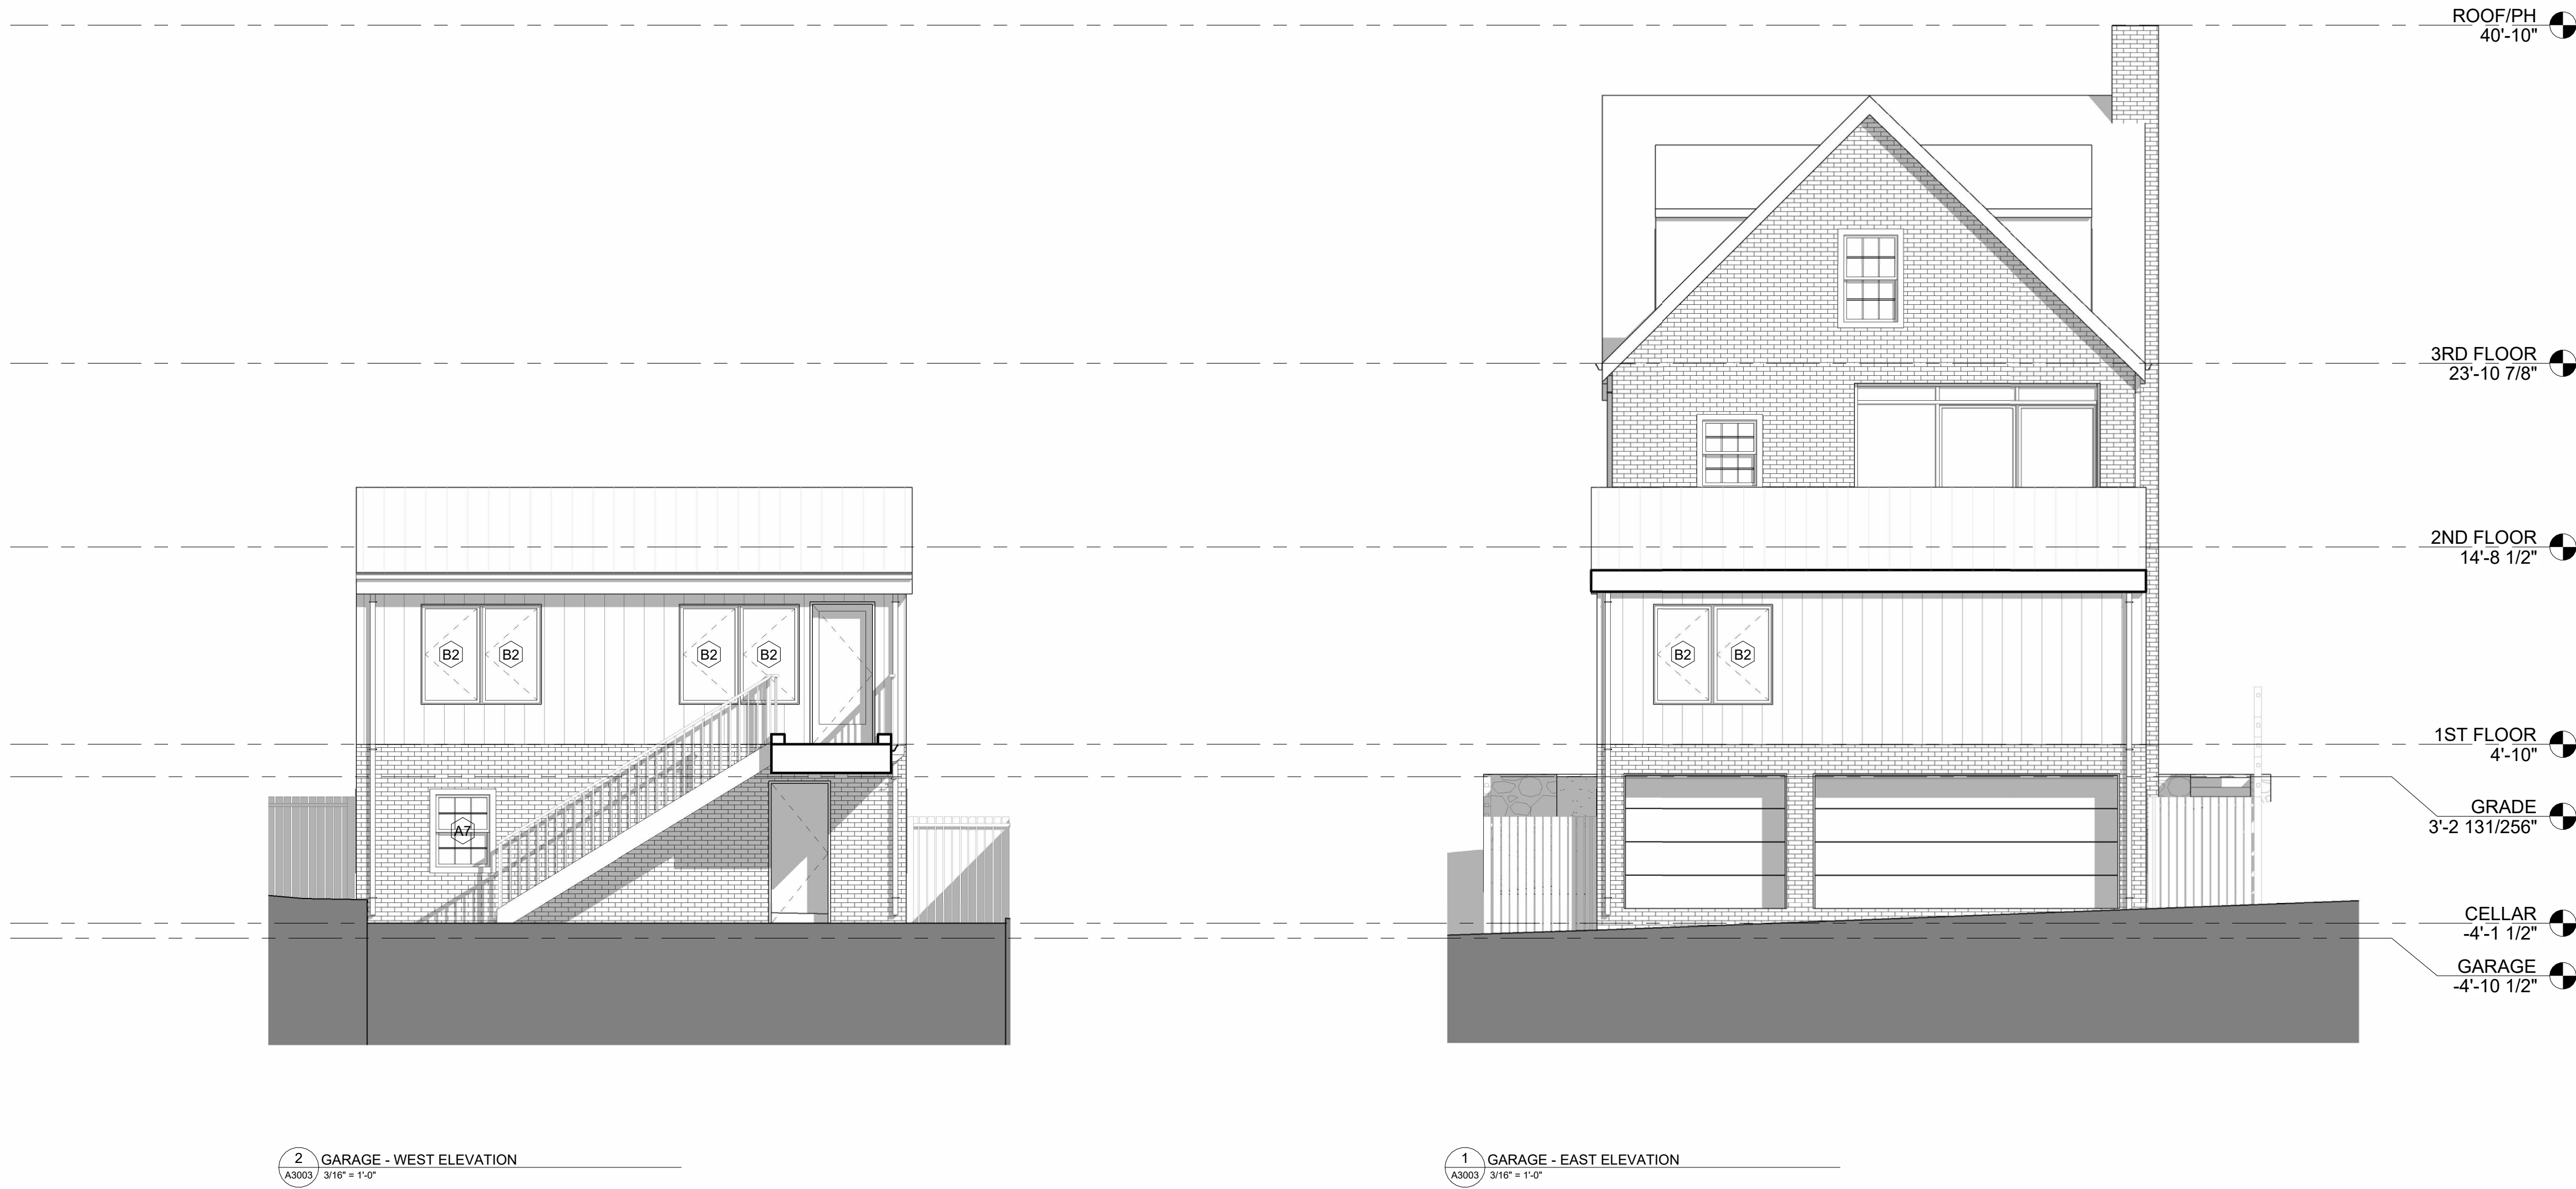 ROOF/PH
40'-10"
3RD FLOOR
23'-10 7/8"
2ND FLOOR
14'-8 1/2"
B2 B2 B2 B2 B2 B2
1ST FLOOR
4'-10"
GRADE
3'-2 131/256"
A7
CELLAR
-4'-1 1/2"
GARAGE
-4'-10 1/2"
2 GARAGE - WEST ELEVATION
A3003 3/16" = 1'-0"
1 GARAGE - EAST ELEVATION
A3003 3/16" = 1'-0"